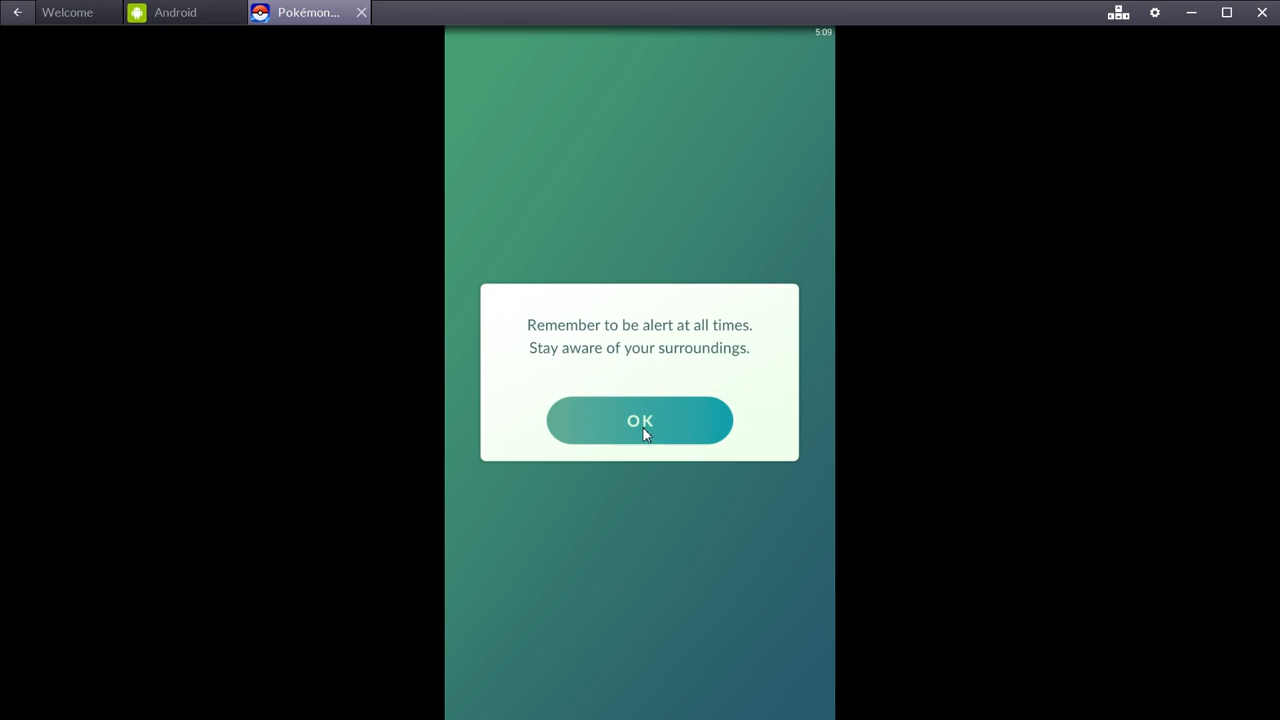 Welcome
Android
Pokémon...
5:09
Remember to be alert at all times.
Stay aware of your surroundings.
OK